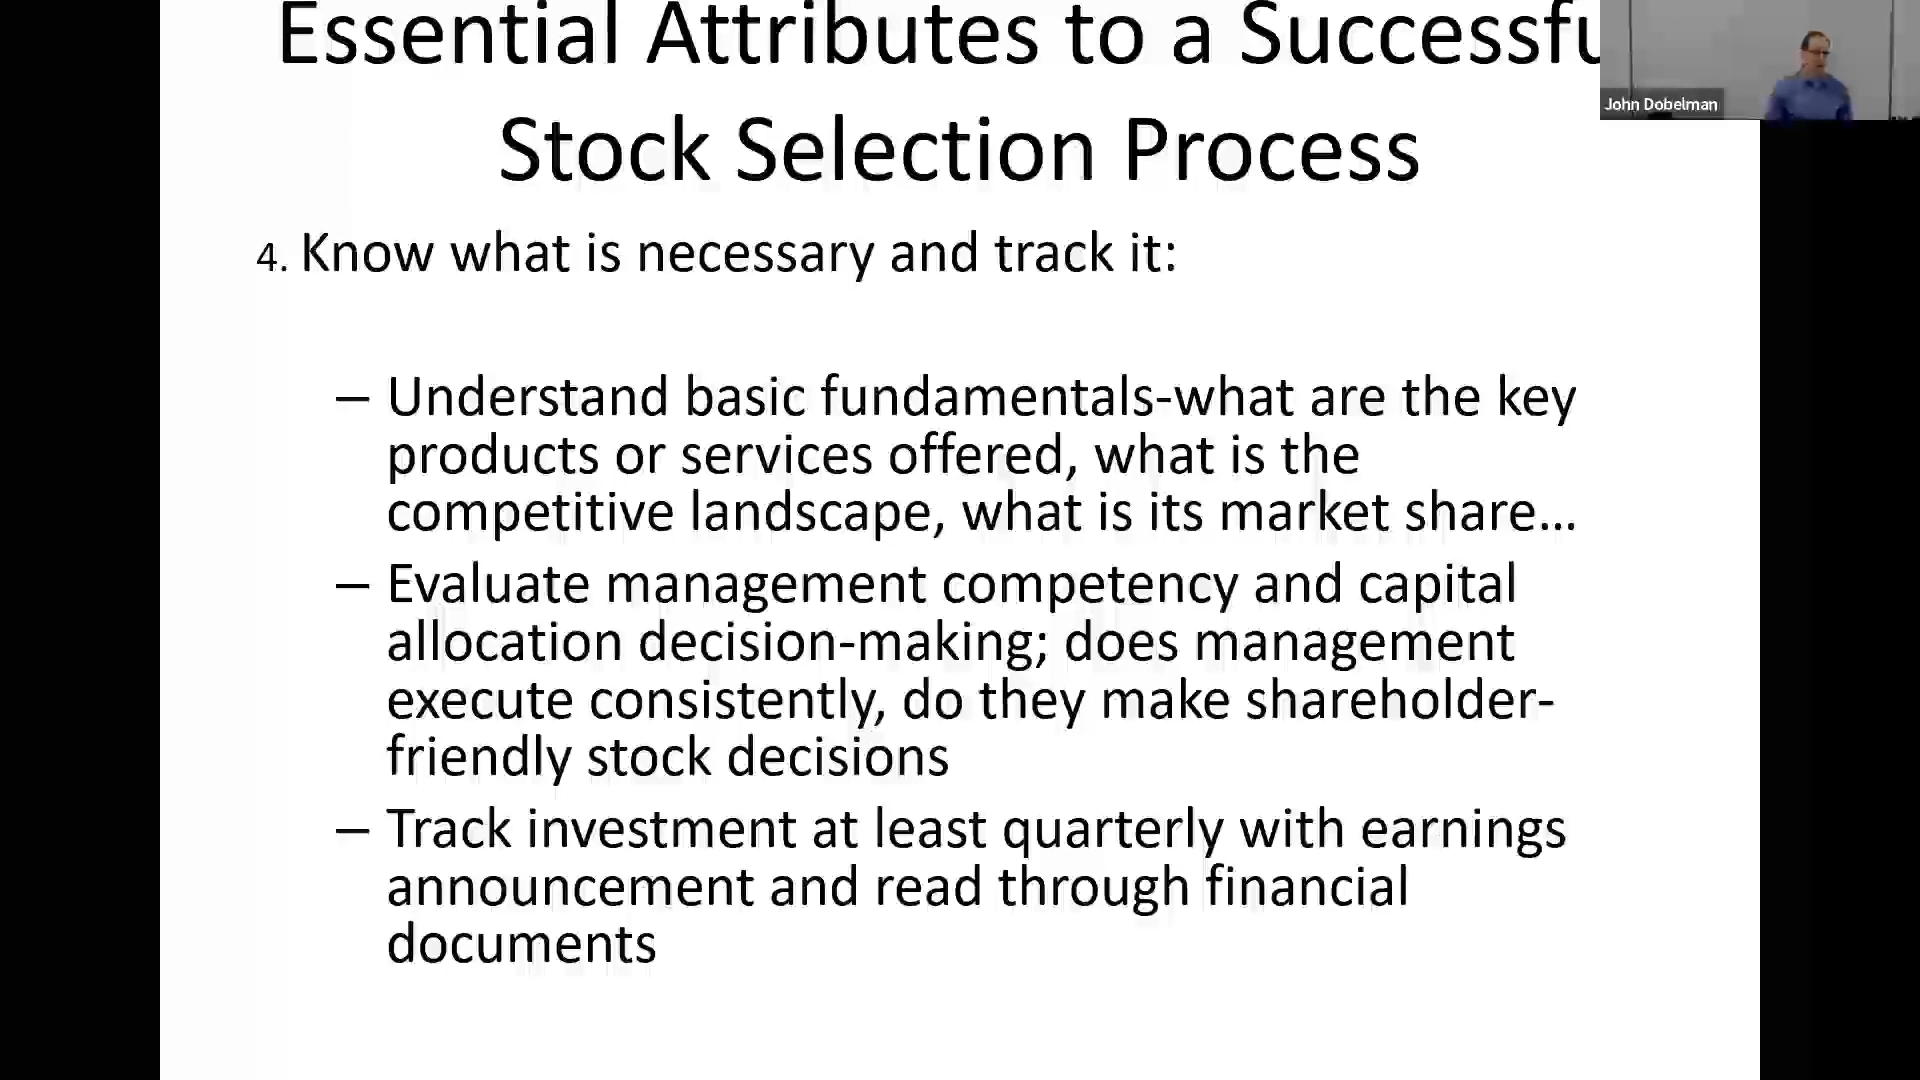 Essential Attributes to a Successfu
Stock Selection Process
John Dobelman
4. Know what is necessary and track it:
– Understand basic fundamentals-what are the key
products or services offered, what is the
competitive landscape, what is its market share…
– Evaluate management competency and capital
allocation decision-making; does management
execute consistently, do they make shareholder-
friendly stock decisions
– Track investment at least quarterly with earnings
announcement and read through financial
documents